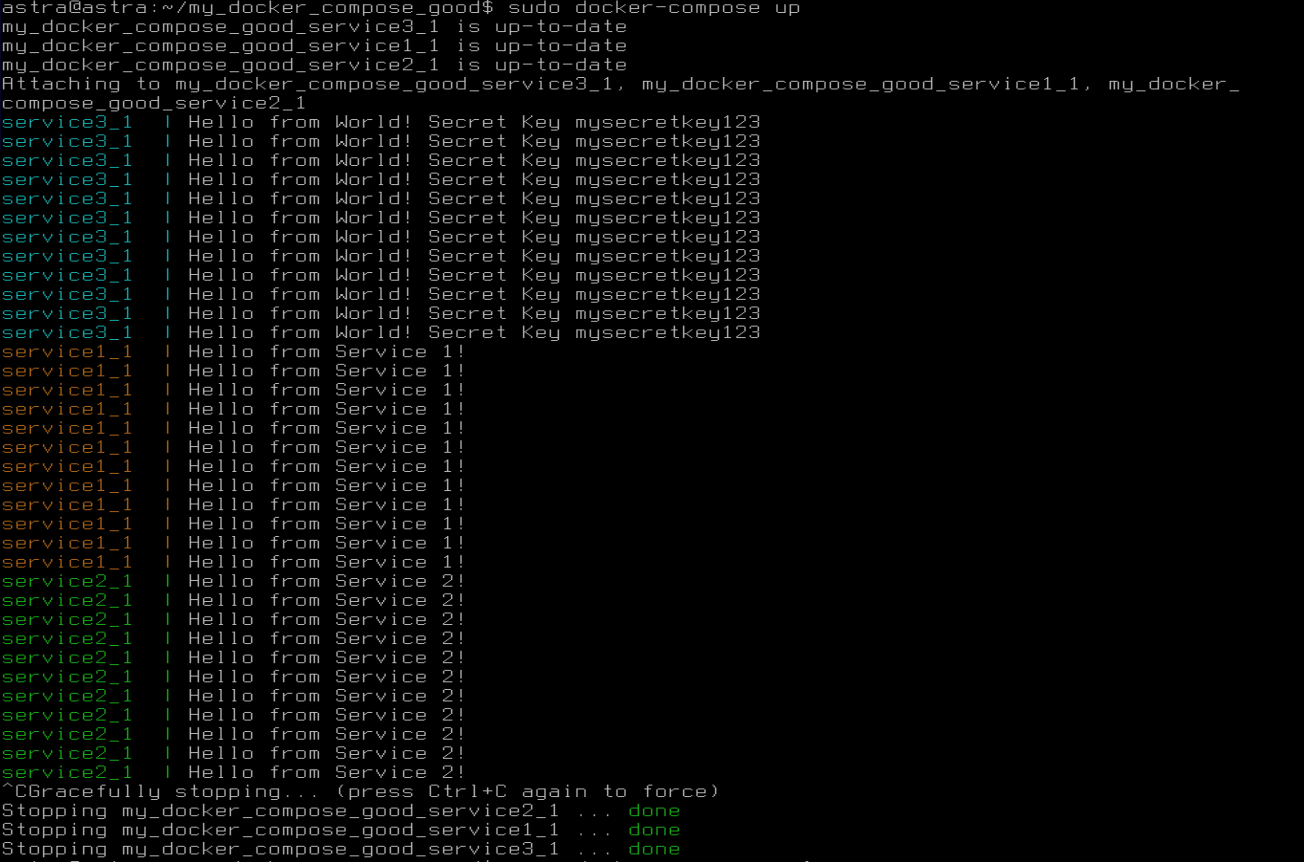 astra@astra:~/my_docker_compose_good$ sudo docker-compose up
my_docker_compose_good_service3_1 is up-to-date
my_docker_compose_good_service1_1 is up-to-date
my_docker_compose_good_service2_1 is up-to-date
Attaching to my_docker_compose_good_service3_1, my_docker_compose_good_service1_1, my_docker_
compose_good_service2_1
service3_1  | Hello from World! Secret Key mysecretkey123
service3_1  | Hello from World! Secret Key mysecretkey123
service3_1  | Hello from World! Secret Key mysecretkey123
service3_1  | Hello from World! Secret Key mysecretkey123
service3_1  | Hello from World! Secret Key mysecretkey123
service3_1  | Hello from World! Secret Key mysecretkey123
service3_1  | Hello from World! Secret Key mysecretkey123
service3_1  | Hello from World! Secret Key mysecretkey123
service3_1  | Hello from World! Secret Key mysecretkey123
service3_1  | Hello from World! Secret Key mysecretkey123
service3_1  | Hello from World! Secret Key mysecretkey123
service3_1  | Hello from World! Secret Key mysecretkey123
service1_1  | Hello from Service 1!
service1_1  | Hello from Service 1!
service1_1  | Hello from Service 1!
service1_1  | Hello from Service 1!
service1_1  | Hello from Service 1!
service1_1  | Hello from Service 1!
service1_1  | Hello from Service 1!
service1_1  | Hello from Service 1!
service1_1  | Hello from Service 1!
service1_1  | Hello from Service 1!
service1_1  | Hello from Service 1!
service1_1  | Hello from Service 1!
service2_1  | Hello from Service 2!
service2_1  | Hello from Service 2!
service2_1  | Hello from Service 2!
service2_1  | Hello from Service 2!
service2_1  | Hello from Service 2!
service2_1  | Hello from Service 2!
service2_1  | Hello from Service 2!
service2_1  | Hello from Service 2!
service2_1  | Hello from Service 2!
service2_1  | Hello from Service 2!
service2_1  | Hello from Service 2!
^CGracefully stopping... (press Ctrl+C again to force)
Stopping my_docker_compose_good_service2_1 ... done
Stopping my_docker_compose_good_service1_1 ... done
Stopping my_docker_compose_good_service3_1 ... done